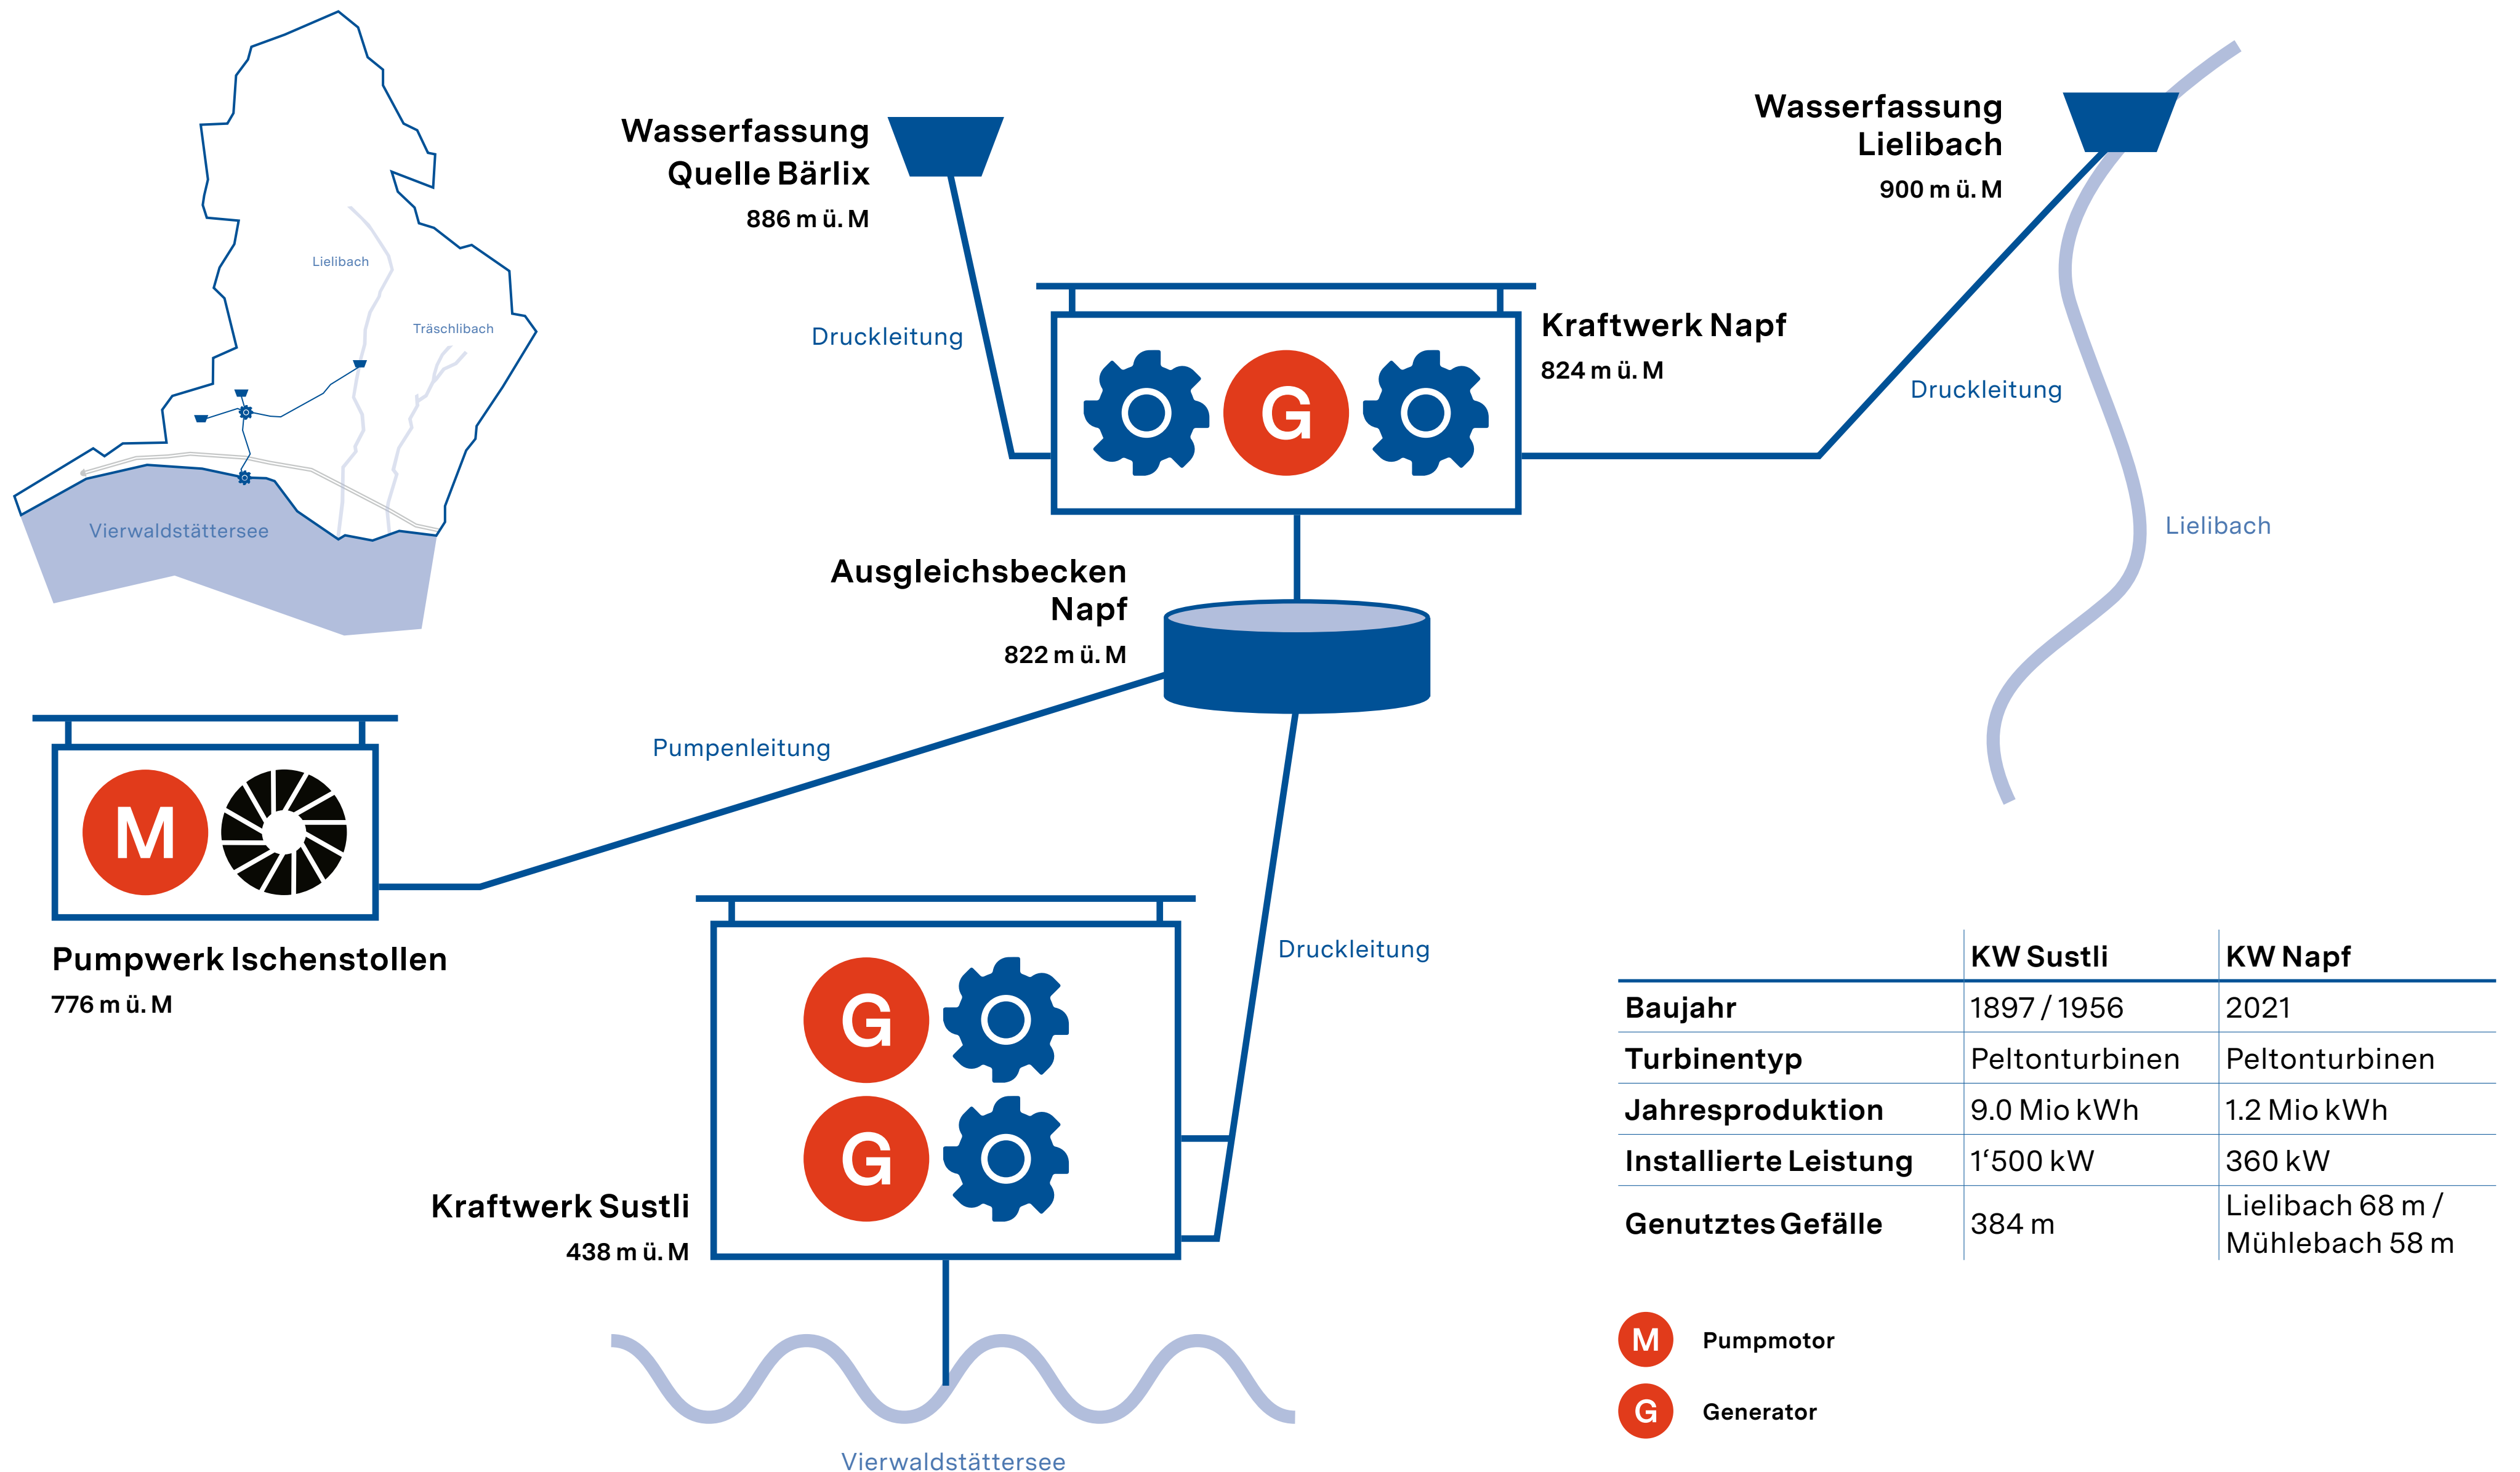 Lielibach
Träschlibach
Vierwaldstättersee
Wasserfassung
Quelle Bärlix
886 m ü. M
Druckleitung
Wasserfassung
Lielibach
900 m ü. M
Kraftwerk Napf
824 m ü. M
G
Druckleitung
Lielibach
Ausgleichsbecken
Napf
822 m ü. M
Pumpenleitung
M
Pumpwerk Ischenstollen
776 m ü. M
Druckleitung
G
G
Kraftwerk Sustli
438 m ü. M
Vierwaldstättersee
KW Sustli KW Napf
Baujahr 1897 / 1956 2021
Turbinentyp Peltonturbinen Peltonturbinen
Jahresproduktion 9.0 Mio kWh 1.2 Mio kWh
Installierte Leistung 1‘500 kW 360 kW
Genutztes Gefälle 384 m Lielibach 68 m /
Mühlebach 58 m
M Pumpmotor
G Generator